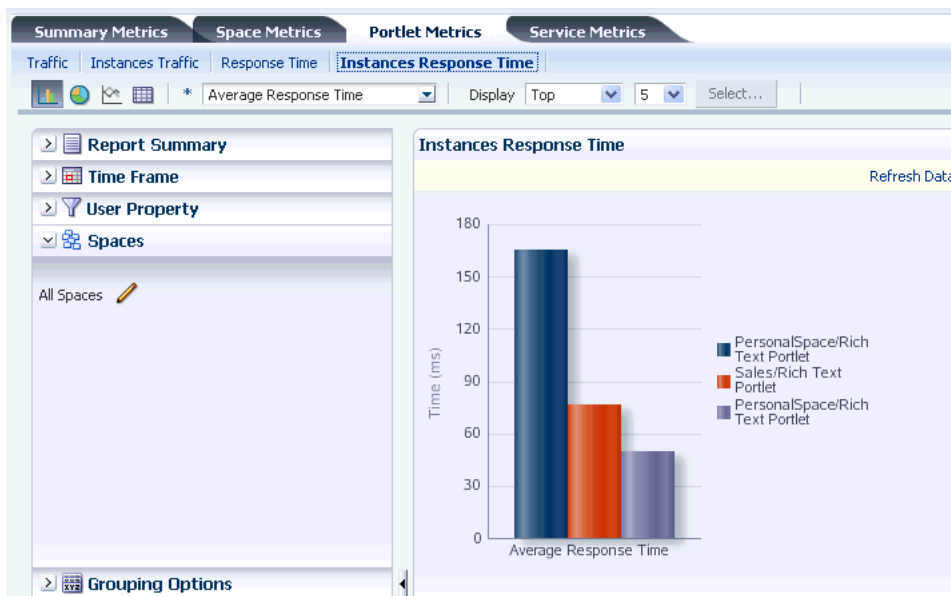 Summary Metrics Space Metrics Portlet Metrics Service Metrics
Traffic Instances Traffic Response Time Instances Response Time
* Average Response Time Display Top 5 Select...
Report Summary
Time Frame
User Property
Spaces
All Spaces
Grouping Options
Instances Response Time
Refresh Data
180
150
120
90
60
30
0
Time (ms)
Average Response Time
PersonalSpace/Rich
Text Portlet
Sales/Rich Text
Portlet
PersonalSpace/Rich
Text Portlet